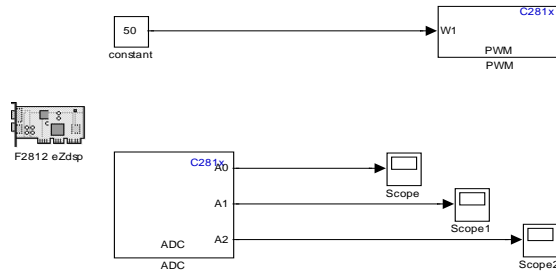 C281x
50
W1
PWM
constant
PWM
F2812 eZdsp
C281x
A0
Scope
A1
Scope1
A2
ADC
ADC
Scope2